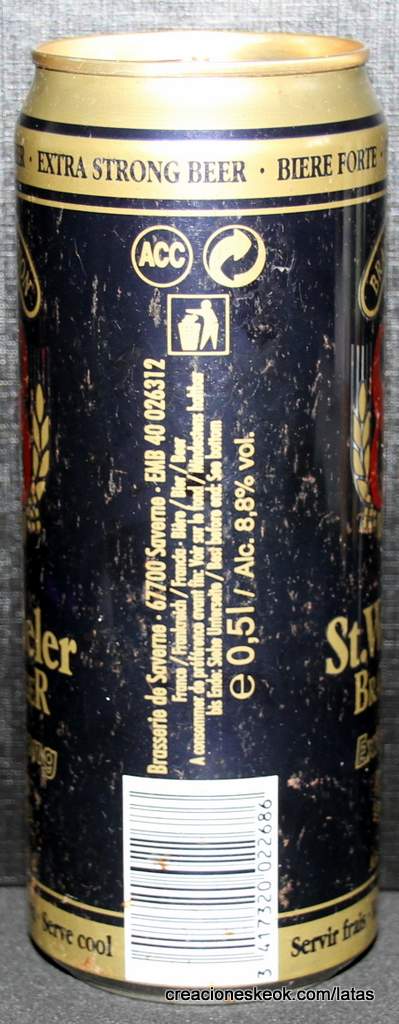 · EXTRA STRONG BEER · BIERE FORTE ·
ACC
Brasserie de Saverne · 67700 Saverne · EMB 40 026312
France / Frankreich / Francia - Bière / Bier / Beer
A consommer de préférence avant fin: Voir sur le fond / Mindestens haltbar
bis Ende: Siehe Unterseite / Best before end: See bottom
e 0,5l / Alc. 8,8% vol.
eler
St.W
ER
BR
Serve cool
Servir frais
3 417320 022686
creacioneskeok.com/latas